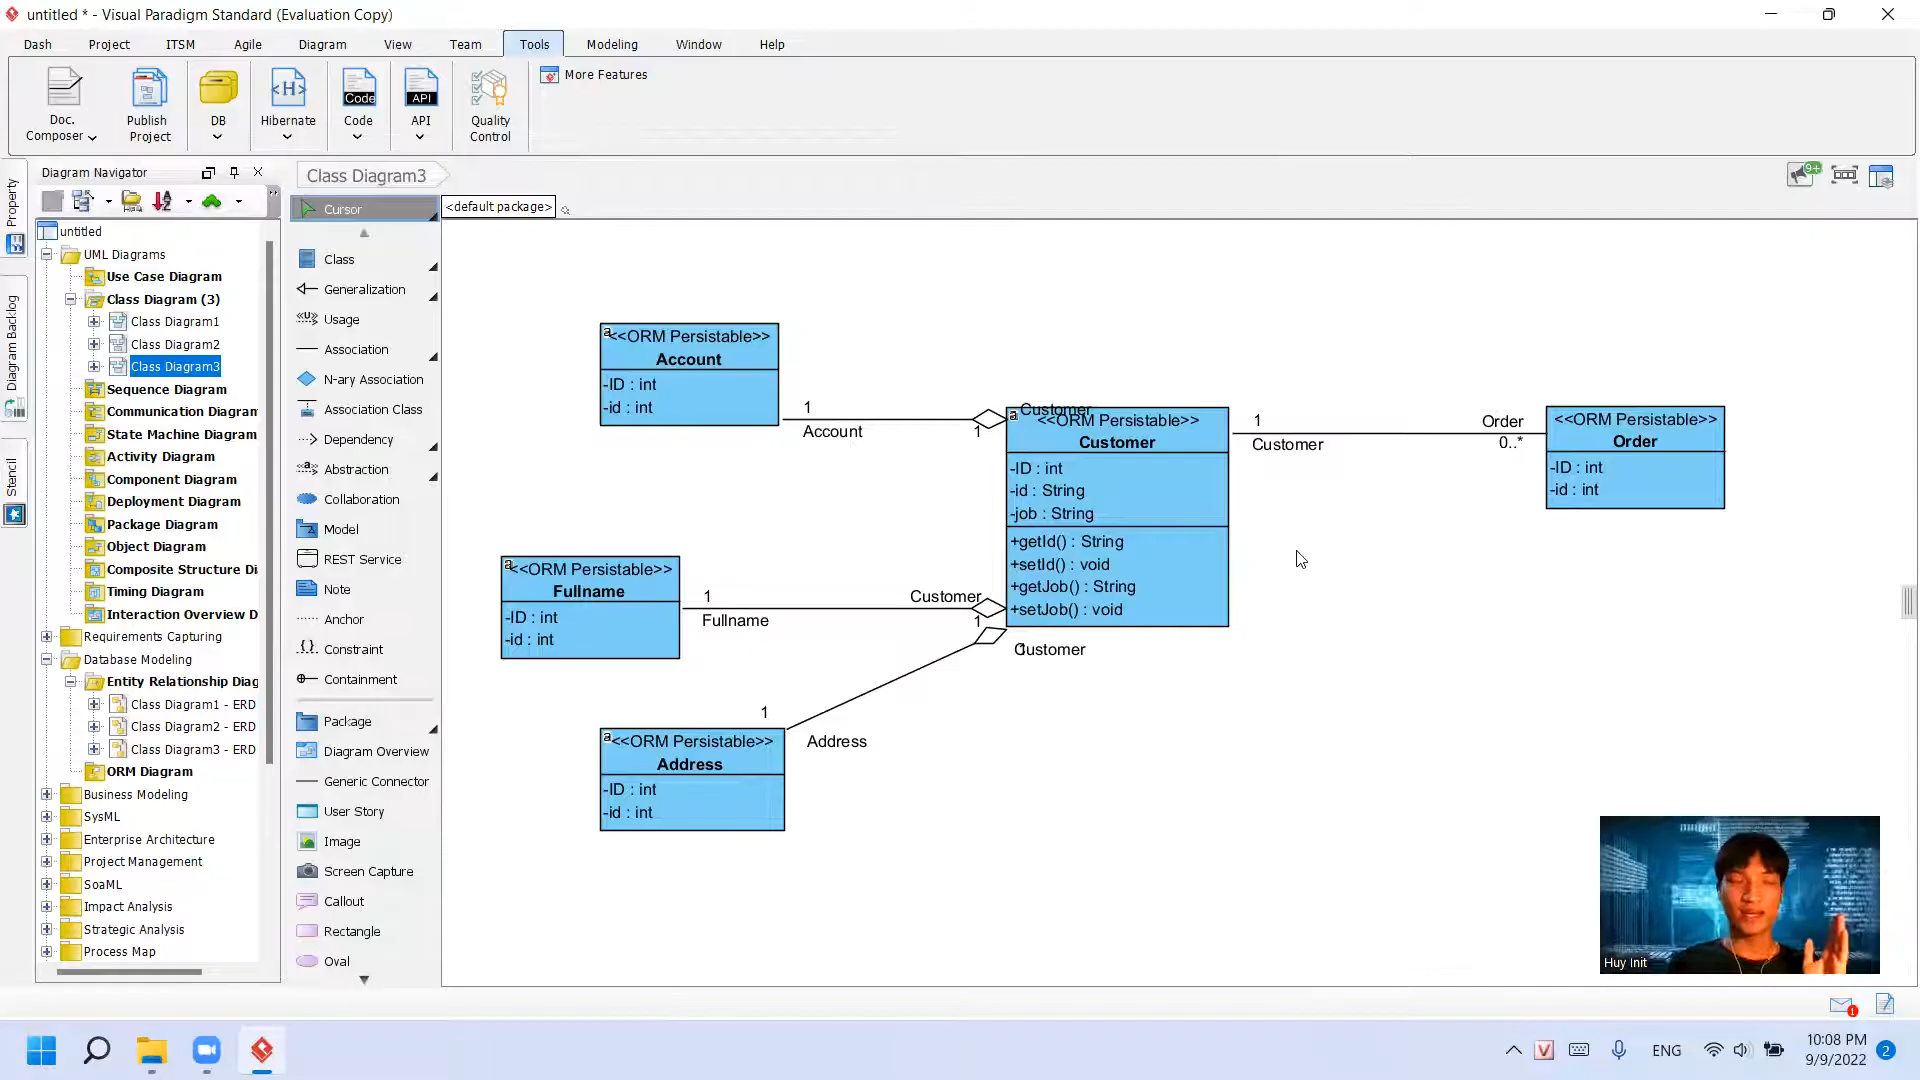 untitled * - Visual Paradigm Standard (Evaluation Copy)
Dash Project ITSM Agile Diagram View Team Tools Modeling Window Help
Doc. Composer
Publish Project
DB
Hibernate
Code
Code
API
API
Quality Control
More Features
Property
Diagram Backlog
Stencil
Diagram Navigator
untitled
UML Diagrams
Use Case Diagram
Class Diagram (3)
Class Diagram1
Class Diagram2
Class Diagram3
Sequence Diagram
Communication Diagram
State Machine Diagram
Activity Diagram
Component Diagram
Deployment Diagram
Package Diagram
Object Diagram
Composite Structure Di
Timing Diagram
Interaction Overview D
Requirements Capturing
Database Modeling
Entity Relationship Diag
Class Diagram1 - ERD
Class Diagram2 - ERD
Class Diagram3 - ERD
ORM Diagram
Business Modeling
SysML
Enterprise Architecture
Project Management
SoaML
Impact Analysis
Strategic Analysis
Process Map
Class Diagram3
9+
<default package>
Cursor
Class
Generalization
Usage
Association
N-ary Association
Association Class
Dependency
Abstraction
Collaboration
Model
REST Service
Note
Anchor
Constraint
Containment
Package
Diagram Overview
Generic Connector
User Story
Image
Screen Capture
Callout
Rectangle
Oval
a
<<ORM Persistable>>
Account
-ID : int
-id : int
1
Account
Customer
1
a
<<ORM Persistable>>
Customer
-ID : int
-id : String
-job : String
+getId() : String
+setId() : void
+getJob() : String
+setJob() : void
1
Customer
Order
0..*
<<ORM Persistable>>
Order
-ID : int
-id : int
a
<<ORM Persistable>>
Fullname
-ID : int
-id : int
1
Fullname
Customer
1
Customer
1
Address
a
<<ORM Persistable>>
Address
-ID : int
-id : int
Huy Init
1
ENG
10:08 PM
9/9/2022
2